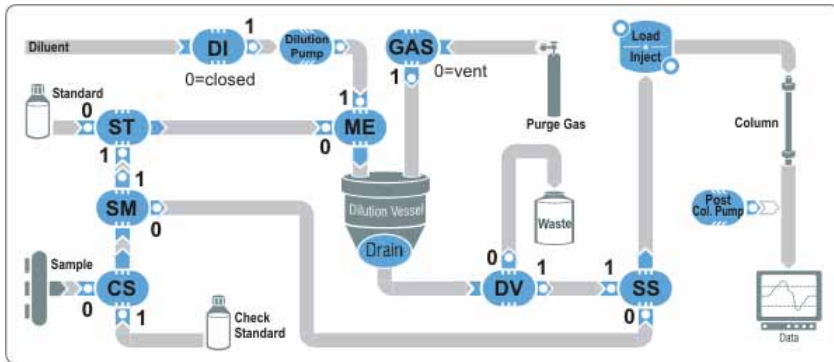 Diluent
DI
1
0=closed
Dilution
Pump
GAS
1
0=vent
Purge Gas
Load
Inject
Column
Standard
0
ST
1
1
ME
0
1
SM
0
Dilution Vessel
Drain
Waste
Post
Col. Pump
Sample
0
CS
1
Check
Standard
0
DV
1
1
SS
0
Data